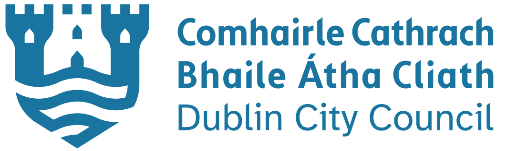 Comhairle Cathrach
Bhaile Átha Cliath
Dublin City Council